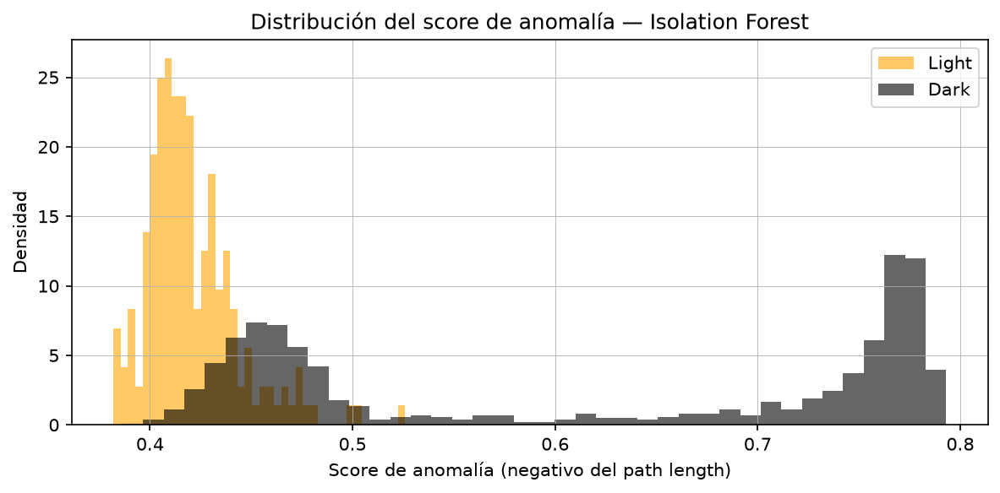 Distribución del score de anomalía — Isolation Forest
Light
Dark
Densidad
25
20
15
10
5
0
0.4
0.5
0.6
0.7
0.8
Score de anomalía (negativo del path length)